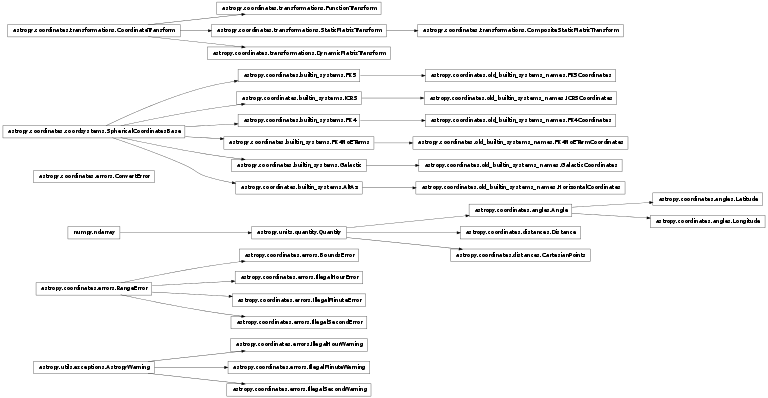 astropy.coordinates.transformations.FunctionTransform
astropy.coordinates.transformations.CoordinateTransform
astropy.coordinates.transformations.StaticMatrixTransform
astropy.coordinates.transformations.CompositeStaticMatrixTransform
astropy.coordinates.transformations.DynamicMatrixTransform
astropy.coordinates.builtin_systems.FK5
astropy.coordinates.old_builtin_systems_names.FK5Coordinates
astropy.coordinates.builtin_systems.ICRS
astropy.coordinates.old_builtin_systems_names.ICRSCoordinates
astropy.coordinates.builtin_systems.FK4
astropy.coordinates.old_builtin_systems_names.FK4Coordinates
astropy.coordinates.coordsystems.SphericalCoordinatesBase
astropy.coordinates.builtin_systems.FK4NoETerms
astropy.coordinates.old_builtin_systems_names.FK4NoETermCoordinates
astropy.coordinates.builtin_systems.Galactic
astropy.coordinates.old_builtin_systems_names.GalacticCoordinates
astropy.coordinates.errors.ConvertError
astropy.coordinates.builtin_systems.AltAz
astropy.coordinates.old_builtin_systems_names.HorizontalCoordinates
astropy.coordinates.angles.Latitude
astropy.coordinates.angles.Angle
astropy.coordinates.angles.Longitude
numpy.ndarray
astropy.units.quantity.Quantity
astropy.coordinates.distances.Distance
astropy.coordinates.distances.CartesianPoints
astropy.coordinates.errors.BoundsError
astropy.coordinates.errors.IllegalHourError
astropy.coordinates.errors.RangeError
astropy.coordinates.errors.IllegalMinuteError
astropy.coordinates.errors.IllegalSecondError
astropy.coordinates.errors.IllegalHourWarning
astropy.utils.exceptions.AstropyWarning
astropy.coordinates.errors.IllegalMinuteWarning
astropy.coordinates.errors.IllegalSecondWarning